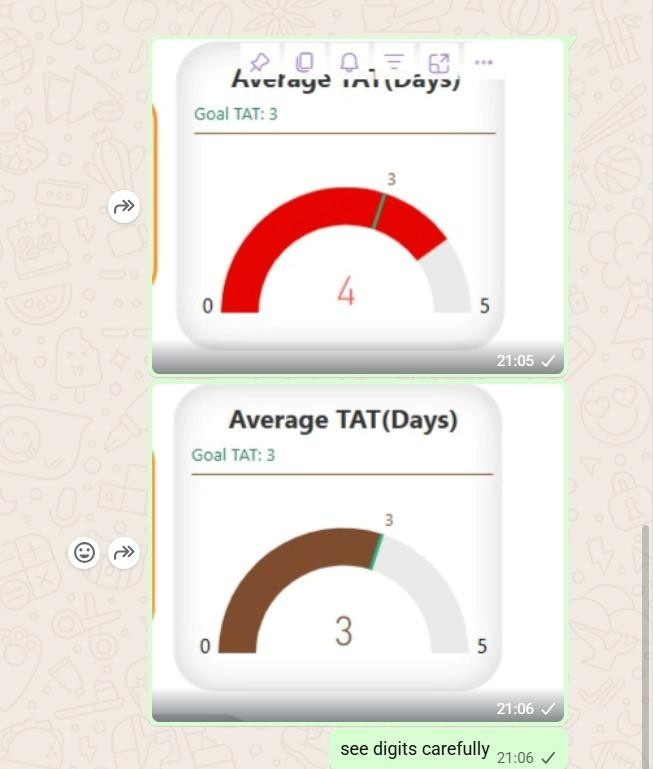 Average TAT(Days)
Goal TAT: 3
3
0
4
5
21:05
Average TAT(Days)
Goal TAT: 3
3
0
3
5
21:06
see digits carefully
21:06